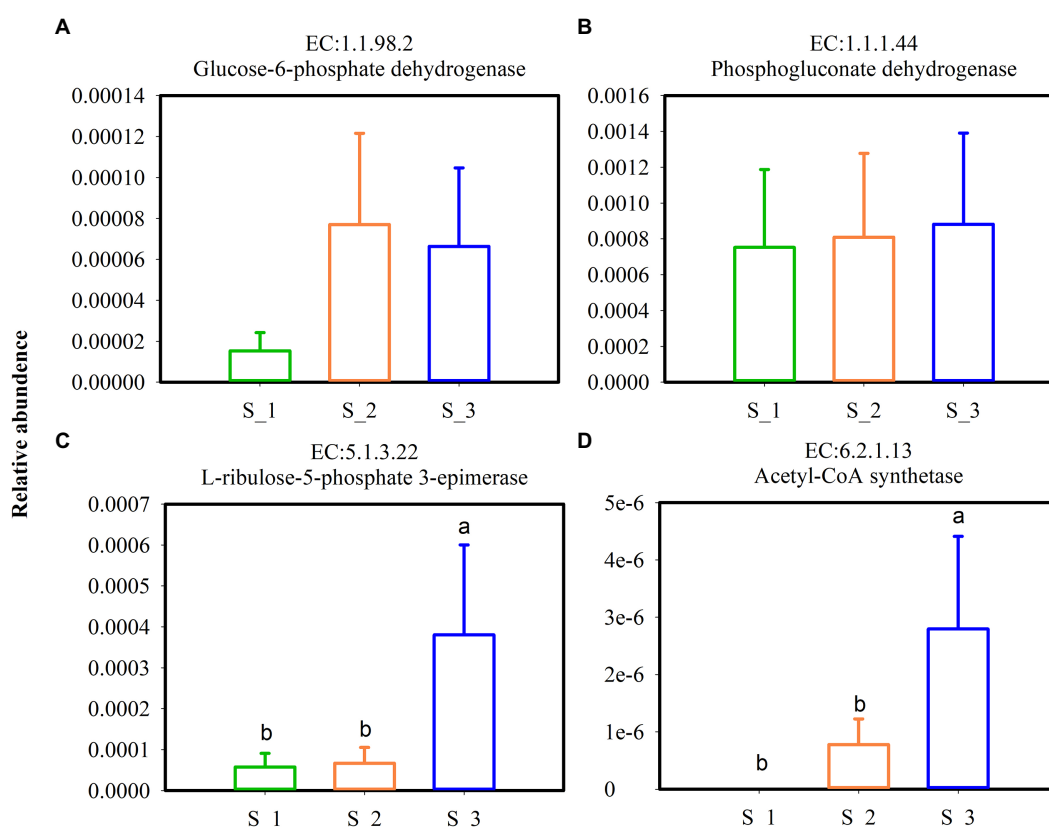 A
EC:1.1.98.2
Glucose-6-phosphate dehydrogenase
0.00014
0.00012
0.00010
0.00008
0.00006
0.00004
0.00002
0.00000
S_1 S_2 S_3
B
EC:1.1.1.44
Phosphogluconate dehydrogenase
0.0016
0.0014
0.0012
0.0010
0.0008
0.0006
0.0004
0.0002
0.0000
S_1 S_2 S_3
Relative abundence
C
EC:5.1.3.22
L-ribulose-5-phosphate 3-epimerase
0.0007
0.0006
0.0005
0.0004
0.0003
0.0002
0.0001
0.0000
b b a
S_1 S_2 S_3
D
EC:6.2.1.13
Acetyl-CoA synthetase
5e-6
4e-6
3e-6
2e-6
1e-6
0
b b a
S_1 S_2 S_3